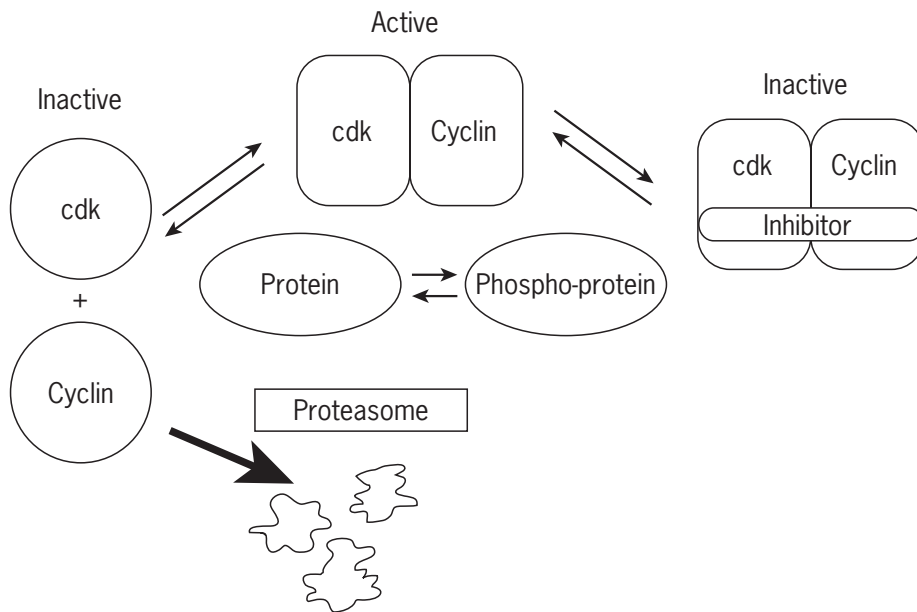 Active
Inactive
Inactive
cdk
Cyclin
cdk
Cyclin
cdk
Inhibitor
Protein
Phospho-protein
+
Cyclin
Proteasome